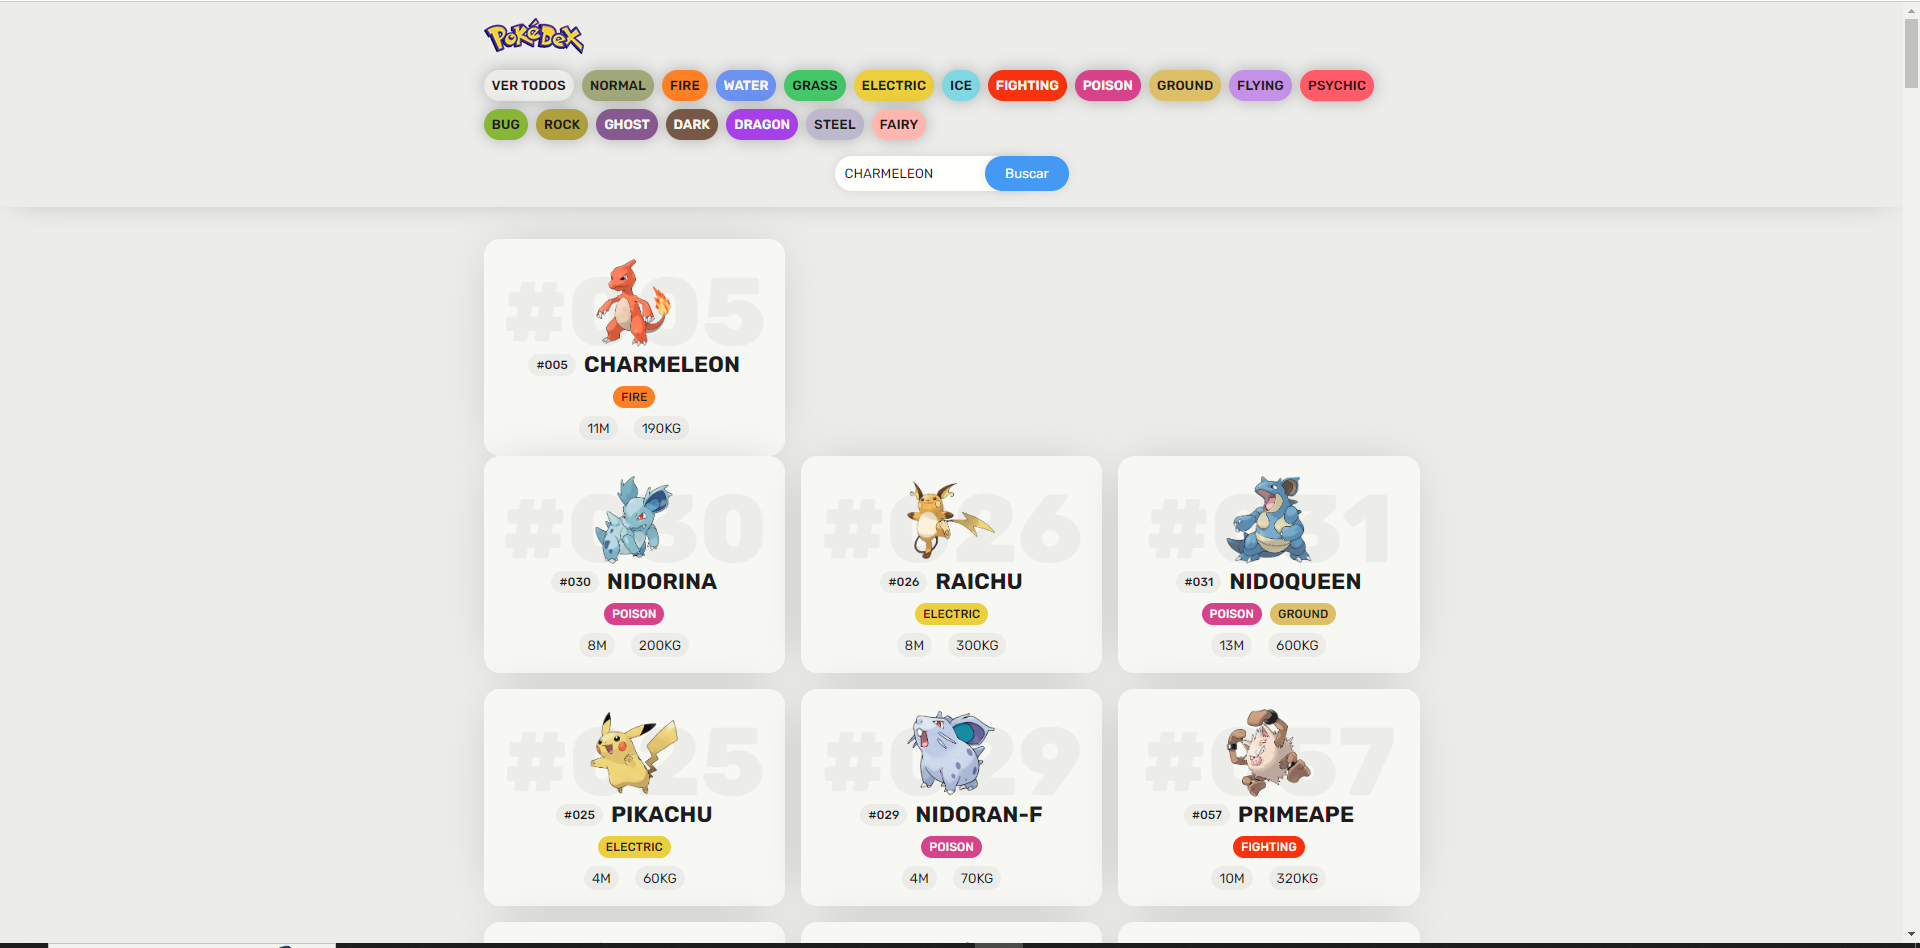 PoKéDeX
VER TODOS NORMAL FIRE WATER GRASS ELECTRIC ICE FIGHTING POISON GROUND FLYING PSYCHIC
BUG ROCK GHOST DARK DRAGON STEEL FAIRY
CHARMELEON Buscar
#005
#005 CHARMELEON
FIRE
11M 190KG
#030 #026 #031
#030 NIDORINA #026 RAICHU #031 NIDOQUEEN
POISON ELECTRIC POISON GROUND
8M 200KG 8M 300KG 13M 600KG
#025 #029 #057
#025 PIKACHU #029 NIDORAN-F #057 PRIMEAPE
ELECTRIC POISON FIGHTING
4M 60KG 4M 70KG 10M 320KG